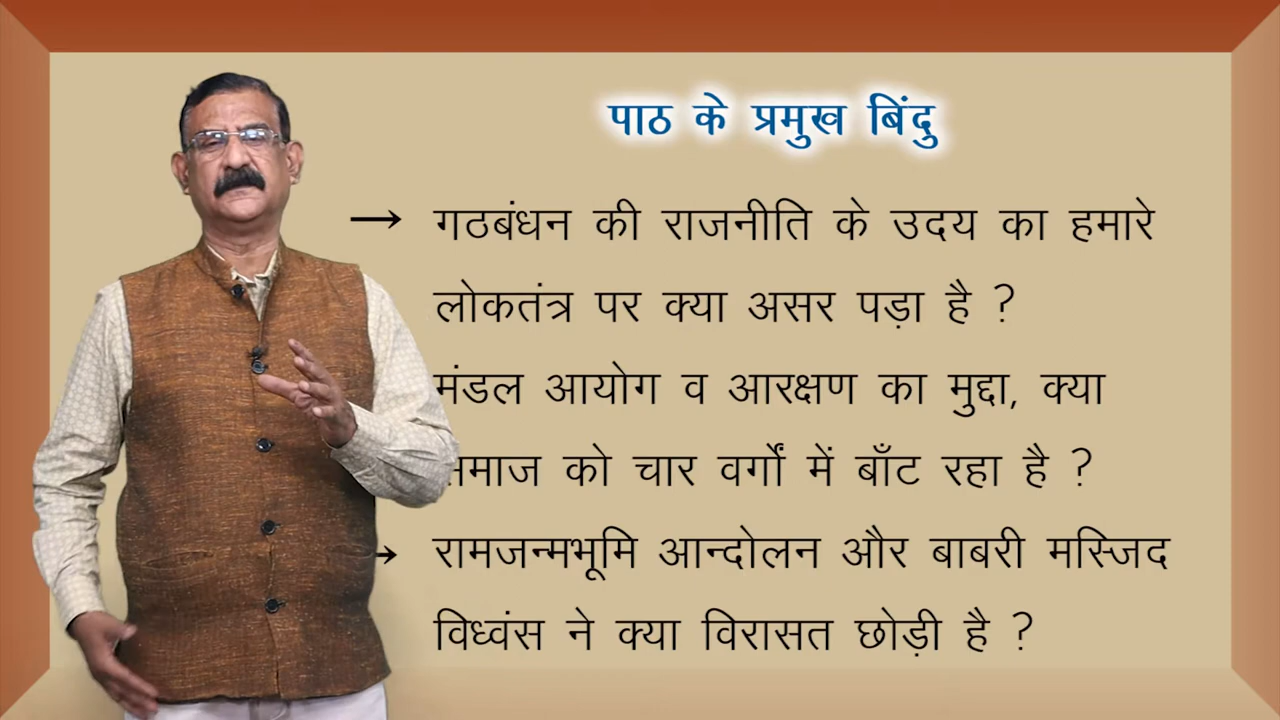 पाठ के प्रमुख बिंदु
→ गठबंधन की राजनीति के उदय का हमारे
लोकतंत्र पर क्या असर पड़ा है ?
मंडल आयोग व आरक्षण का मुद्दा, क्या
समाज को चार वर्गों में बाँट रहा है ?
→ रामजन्मभूमि आन्दोलन और बाबरी मस्जिद
विध्वंस ने क्या विरासत छोड़ी है ?